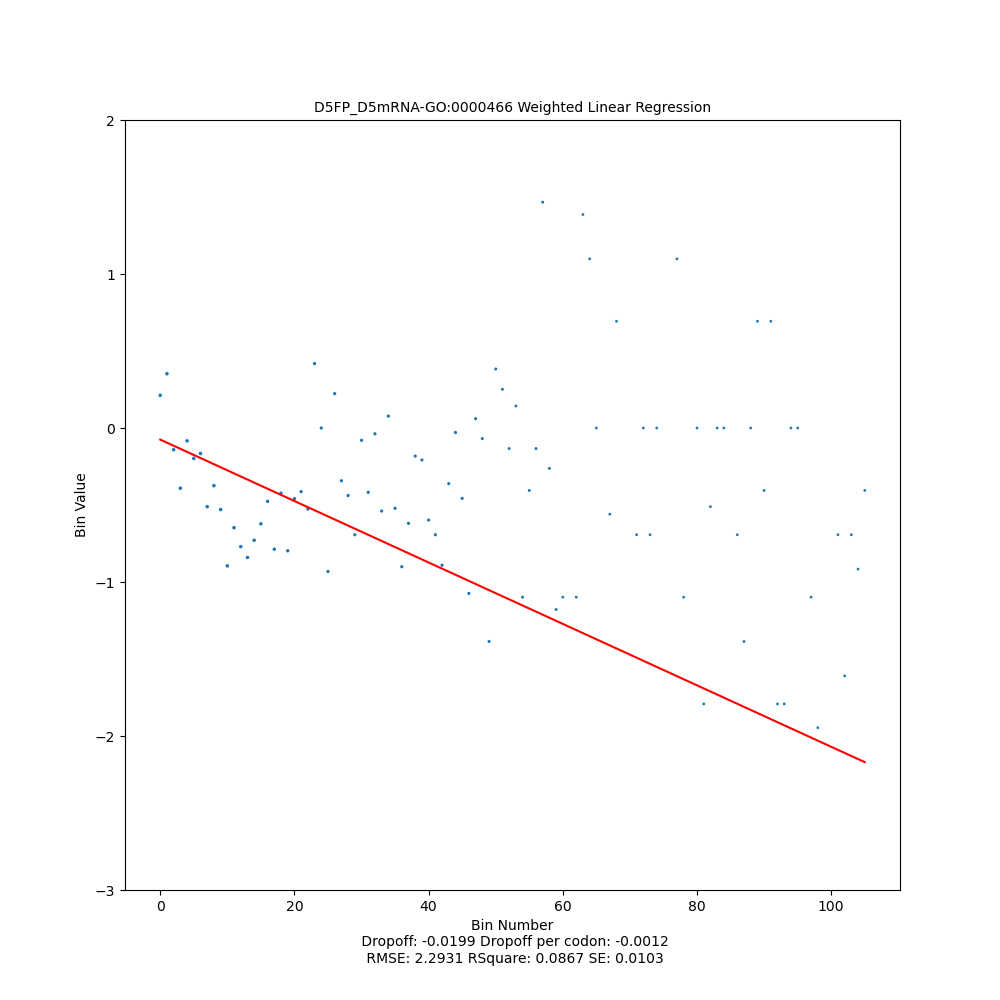 D5FP_D5mRNA-GO:0000466 Weighted Linear Regression
2
1
0
−1
−2
−3
Bin Value
0 20 40 60 80 100
Bin Number
Dropoff: -0.0199 Dropoff per codon: -0.0012
RMSE: 2.2931 RSquare: 0.0867 SE: 0.0103